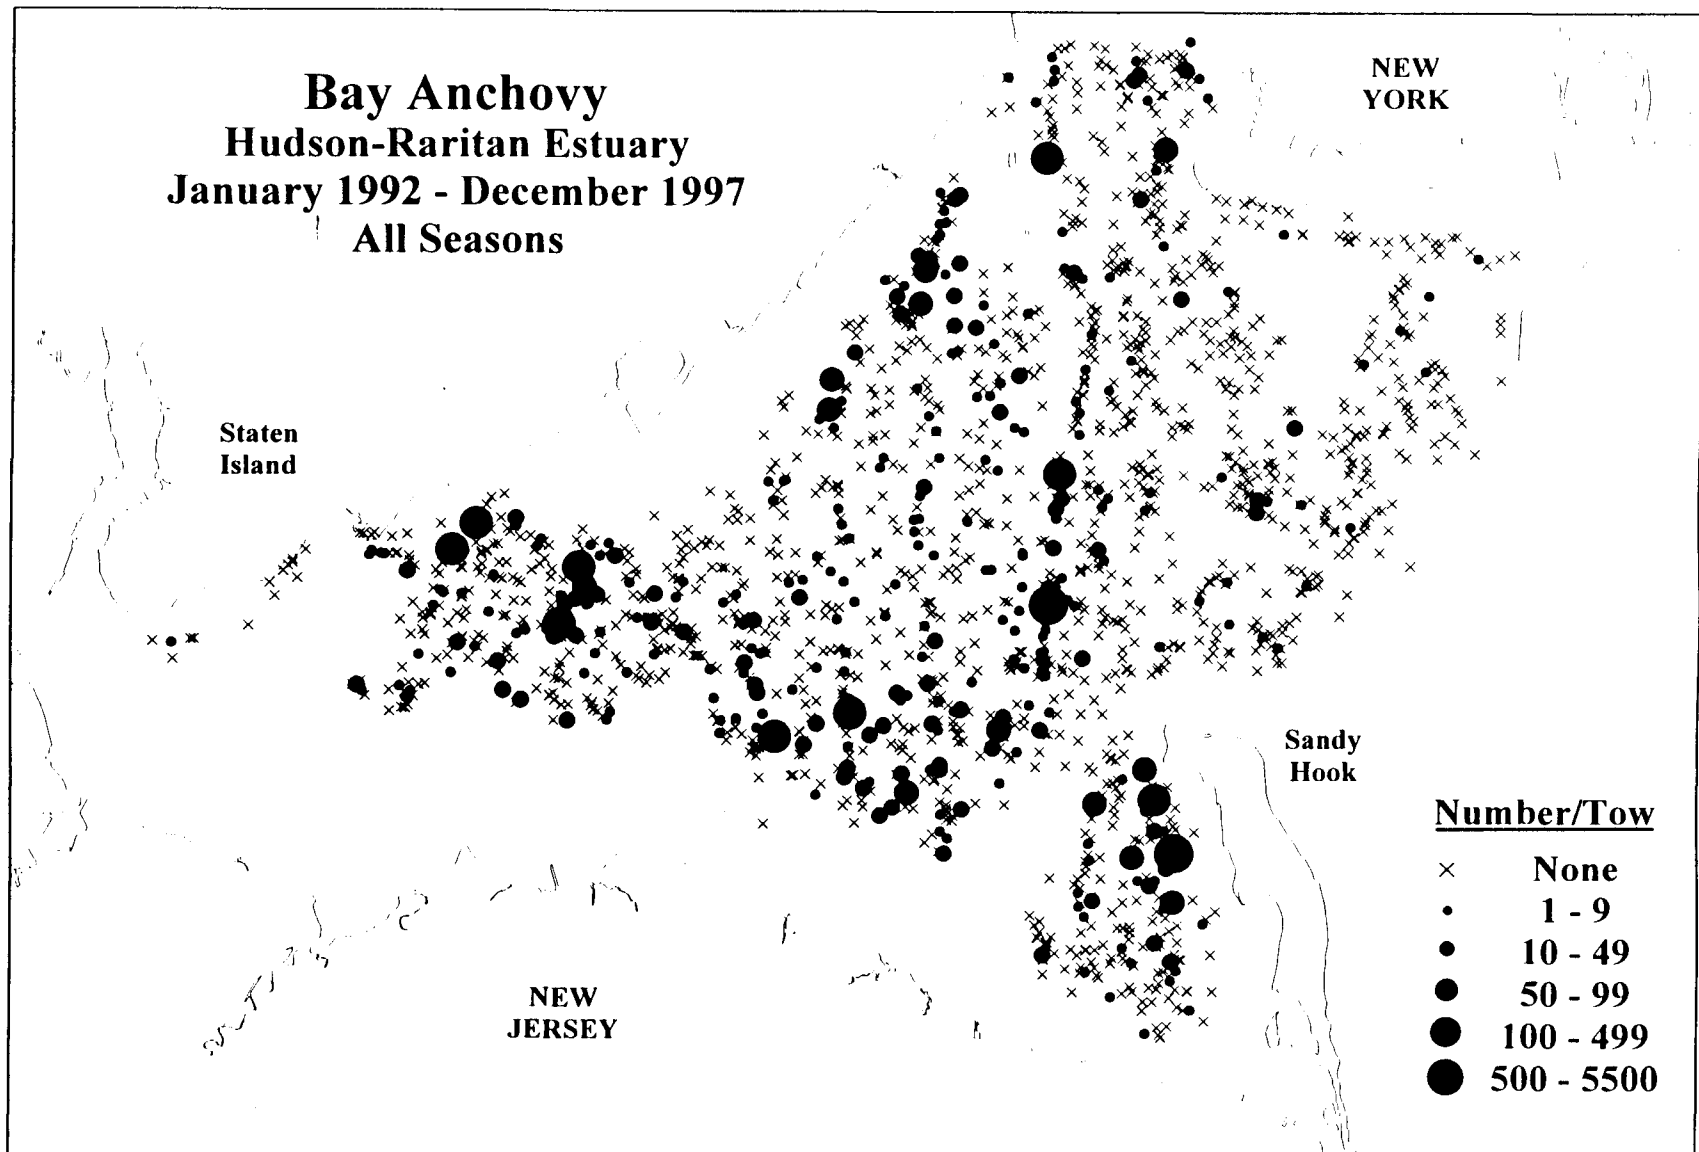 Bay Anchovy
Hudson-Raritan Estuary
January 1992 - December 1997
All Seasons
NEW
YORK
Staten
Island
Sandy
Hook
NEW
JERSEY
Number/Tow
× None
1 - 9
10 - 49
50 - 99
100 - 499
500 - 5500